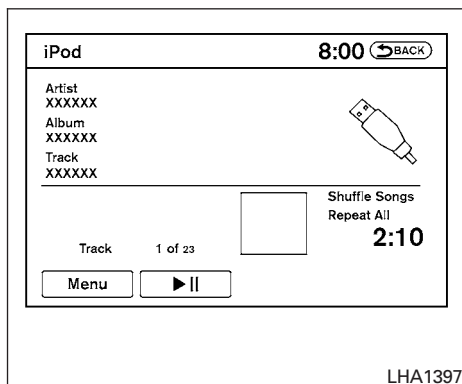 iPod 8:00 BACK
Artist
XXXXXX
Album
XXXXXX
Track
XXXXXX
Shuffle Songs
Repeat All
2:10
Track 1 of 23
Menu
LHA1397